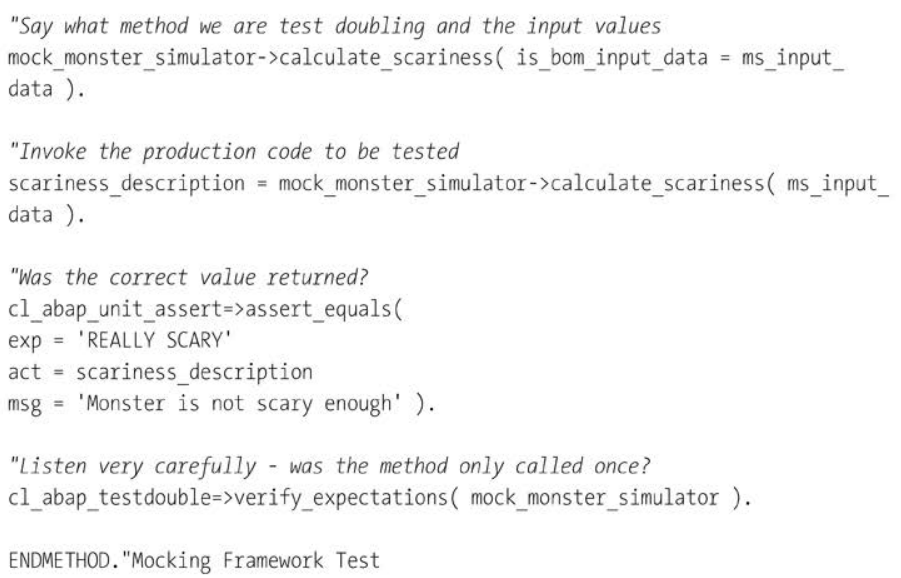 "Say what method we are test doubling and the input values
mock_monster_simulator->calculate_scariness( is_bom_input_data = ms_input_
data ).
"Invoke the production code to be tested
scariness_description = mock_monster_simulator->calculate_scariness( ms_input_
data ).
"Was the correct value returned?
cl_abap_unit_assert=>assert_equals(
exp = 'REALLY SCARY'
act = scariness_description
msg = 'Monster is not scary enough' ).
"Listen very carefully - was the method only called once?
cl_abap_testdouble=>verify_expectations( mock_monster_simulator ).
ENDMETHOD."Mocking Framework Test